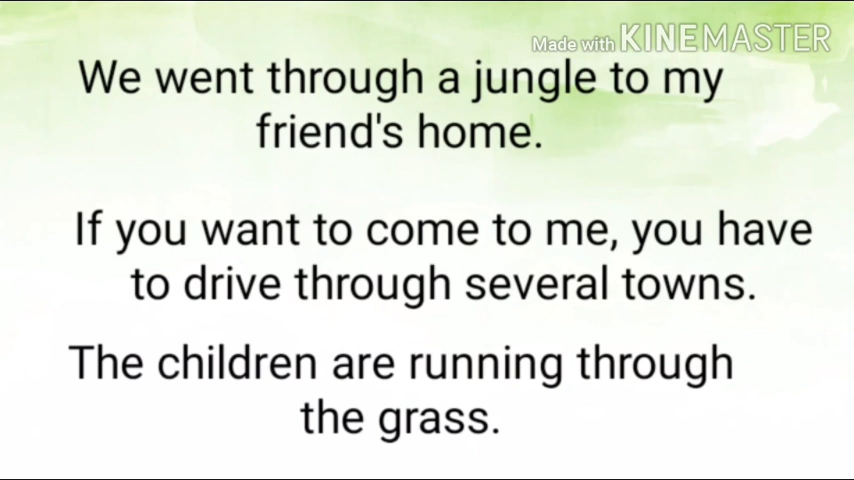 Made with KINEMASTER
We went through a jungle to my
friend's home.
If you want to come to me, you have
to drive through several towns.
The children are running through
the grass.